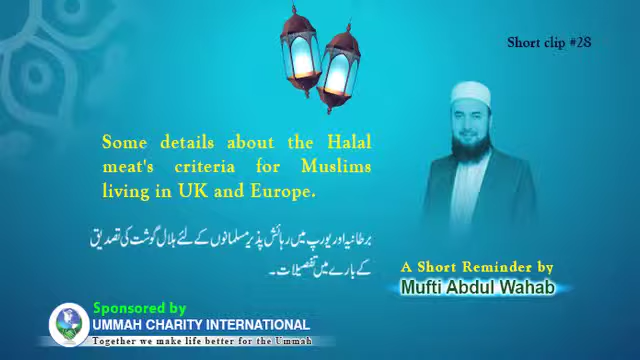 Short clip #28
Some details about the Halal
meat's criteria for Muslims
living in UK and Europe.
برطانیہ اور یورپ میں رہائش پذیر مسلمانوں کے لئے ہلال گوشت کی تصدیق
کے بارے میں تفصیلات۔
A Short Reminder by
Mufti Abdul Wahab
Sponsored by
UMMAH CHARITY INTERNATIONAL
Together we make life better for the Ummah